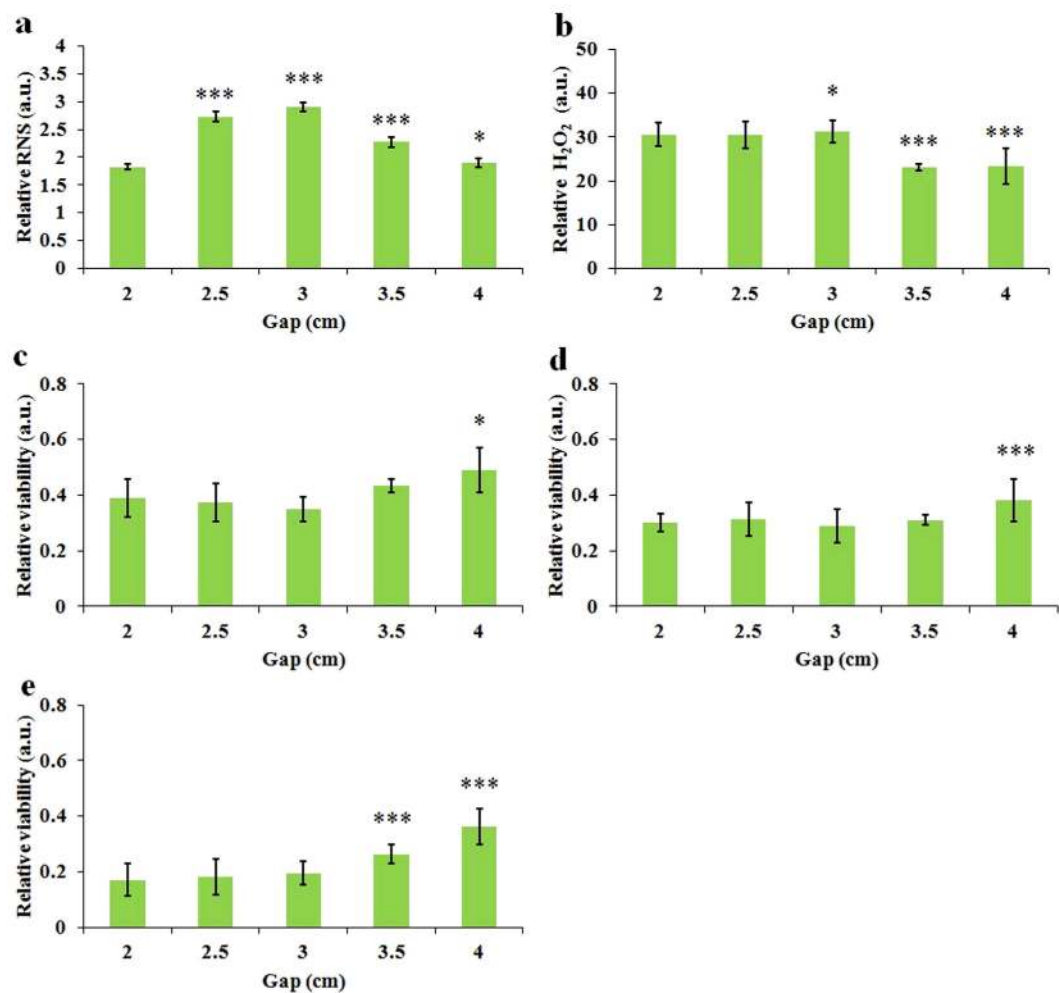 a
Relative RNS (a.u.)
4
3.5
3
2.5
2
1.5
1
0.5
0
***
***
***
*
2 2.5 3 3.5 4
Gap (cm)
b
Relative H₂O₂ (a.u.)
50
40
30
20
10
0
*
***
***
2 2.5 3 3.5 4
Gap (cm)
c
Relative viability (a.u.)
0.8
0.6
0.4
0.2
0
*
2 2.5 3 3.5 4
Gap (cm)
d
Relative viability (a.u.)
0.8
0.6
0.4
0.2
0
***
2 2.5 3 3.5 4
Gap (cm)
e
Relative viability (a.u.)
0.8
0.6
0.4
0.2
0
***
***
2 2.5 3 3.5 4
Gap (cm)